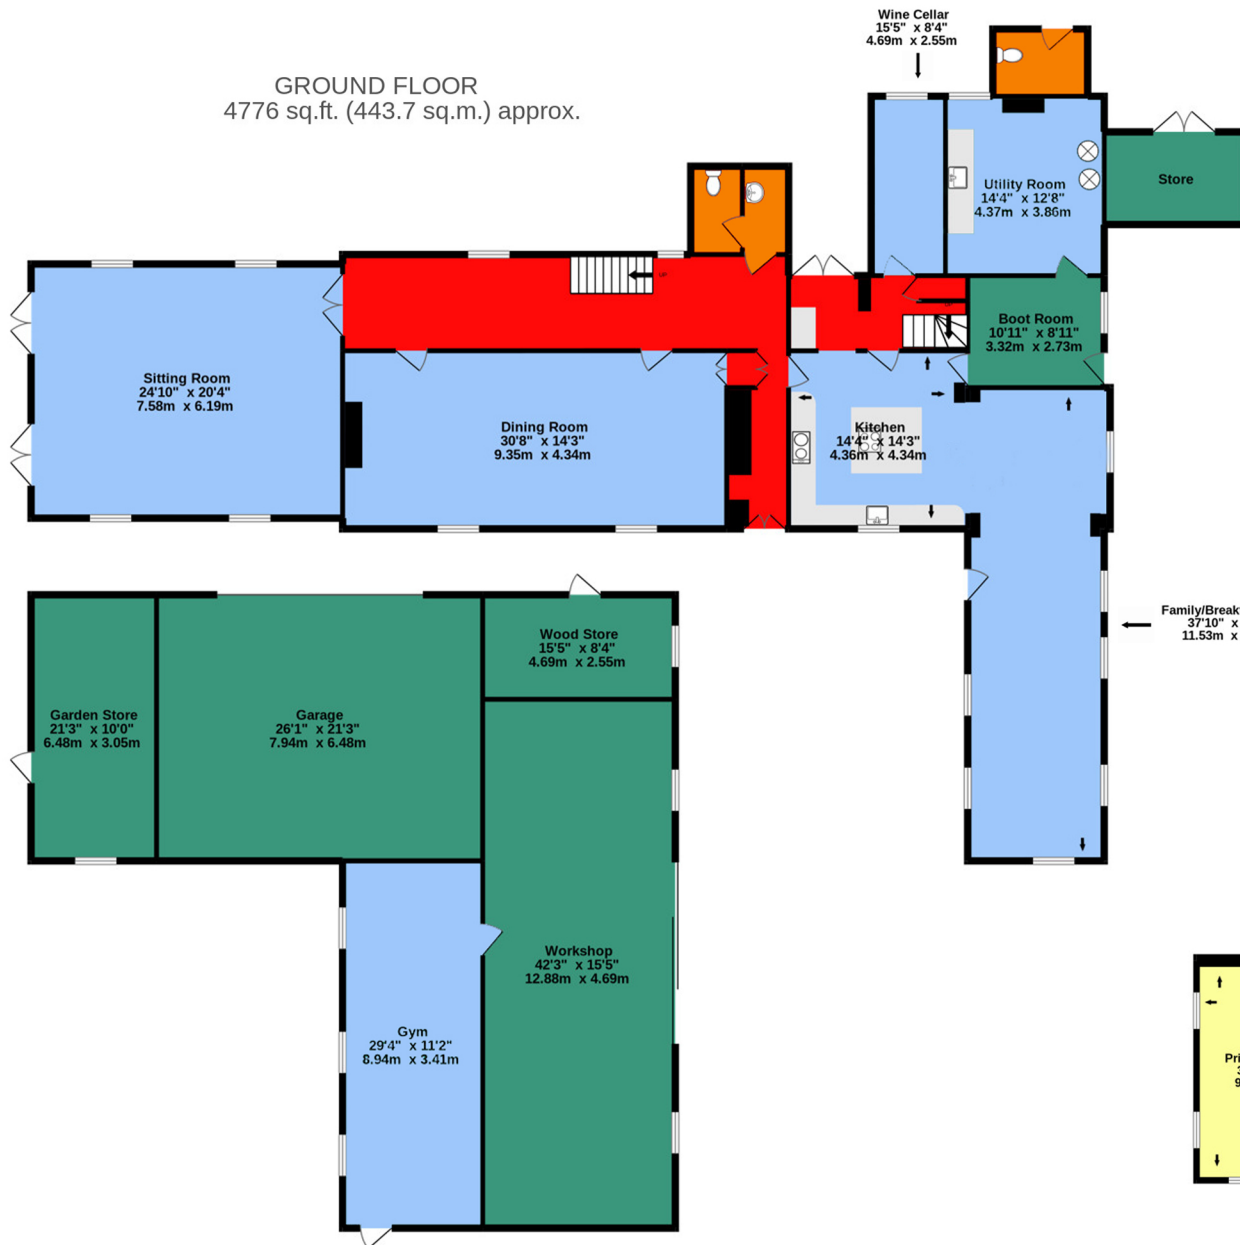 GROUND FLOOR
4776 sq.ft. (443.7 sq.m.) approx.
Wine Cellar
15'5" x 8'4"
4.69m x 2.55m
Utility Room
14'4" x 12'8"
4.37m x 3.86m
Store
UP
Boot Room
10'11" x 8'11"
3.32m x 2.73m
Sitting Room
24'10" x 20'4"
7.58m x 6.19m
Dining Room
30'8" x 14'3"
9.35m x 4.34m
Kitchen
14'4" x 14'3"
4.36m x 4.34m
Family/Break
37'10" x
11.53m x
Wood Store
15'5" x 8'4"
4.69m x 2.55m
Garden Store
21'3" x 10'0"
6.48m x 3.05m
Garage
26'1" x 21'3"
7.94m x 6.48m
Workshop
42'3" x 15'5"
12.88m x 4.69m
Gym
29'4" x 11'2"
8.94m x 3.41m
Pri
3
9